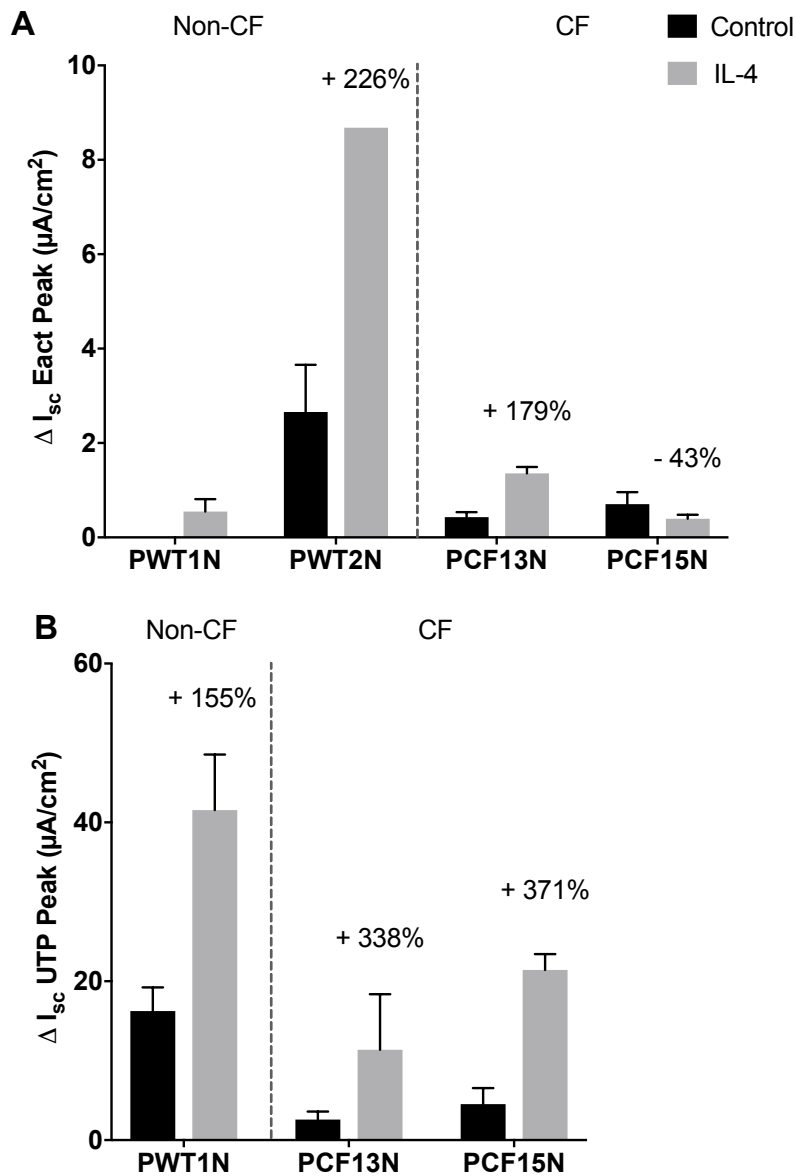 A
Non-CF
CF
Control
IL-4
Δ Isc Eact Peak (µA/cm²)
10
8
6
4
2
0
+ 226%
+ 179%
- 43%
PWT1N PWT2N PCF13N PCF15N
B
Non-CF
CF
Δ Isc UTP Peak (µA/cm²)
60
40
20
0
+ 155%
+ 338%
+ 371%
PWT1N PCF13N PCF15N